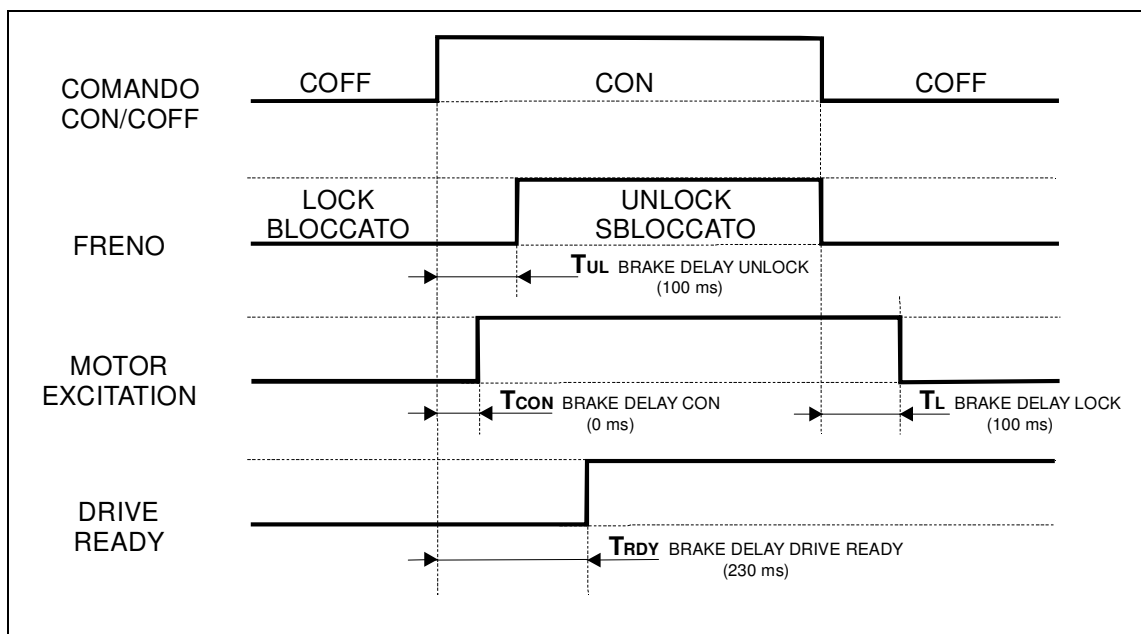 COMANDO
CON/COFF
COFF
CON
COFF
FRENO
LOCK
BLOCCATO
UNLOCK
SBLOCCATO
TUL BRAKE DELAY UNLOCK
(100 ms)
MOTOR
EXCITATION
TCON BRAKE DELAY CON
(0 ms)
TL BRAKE DELAY LOCK
(100 ms)
DRIVE
READY
TRDY BRAKE DELAY DRIVE READY
(230 ms)